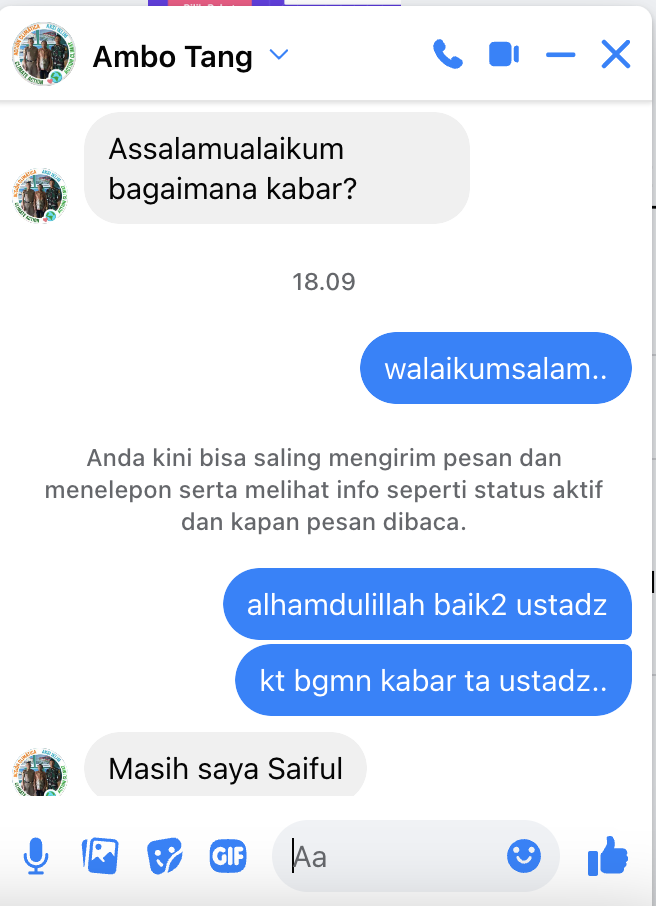 Ambo Tang
Assalamualaikum
bagaimana kabar?
18.09
walaikumsalam..
Anda kini bisa saling mengirim pesan dan
menelepon serta melihat info seperti status aktif
dan kapan pesan dibaca.
alhamdulillah baik2 ustadz
kt bgmn kabar ta ustadz..
Masih saya Saiful
GIF
Aa